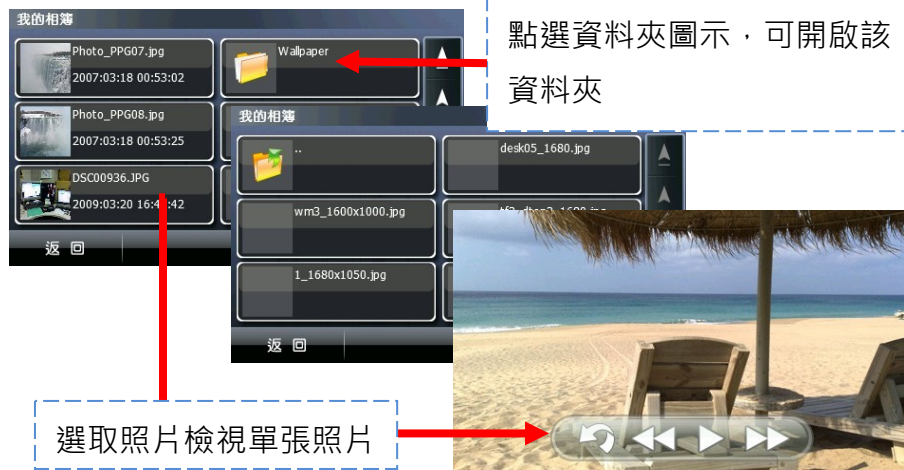 我的相簿
Photo_PPG07.jpg
2007:03:18 00:53:02
Wallpaper
Photo_PPG08.jpg
2007:03:18 00:53:25
DSC00936.JPG
2009:03:20 16:4
:42
返 回
點選資料夾圖示，可開啟該
資料夾
我的相簿
..
desk05_1680.jpg
wm3_1600x1000.jpg
1_1680x1050.jpg
返 回
選取照片檢視單張照片